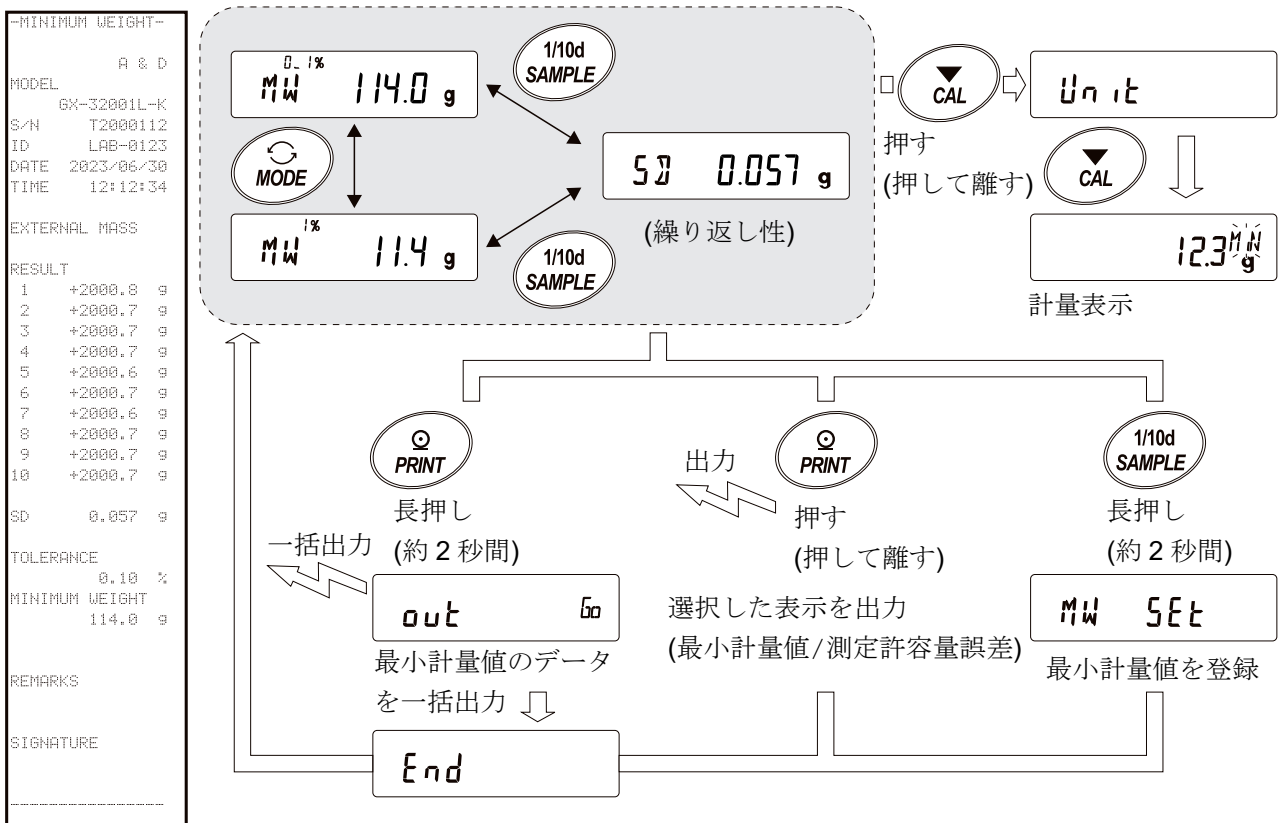 -MINIMUM WEIGHT-
A & D
MODEL
GX-32001L-K
S/N T2000112
ID LAB-0123
DATE 2023/06/30
TIME 12:12:34
EXTERNAL MASS
RESULT
1 +2000.8 g
2 +2000.7 g
3 +2000.7 g
4 +2000.7 g
5 +2000.6 g
6 +2000.7 g
7 +2000.6 g
8 +2000.7 g
9 +2000.7 g
10 +2000.7 g
SD 0.057 g
TOLERANCE
0.10 %
MINIMUM WEIGHT
114.0 g
REMARKS
SIGNATURE
0_1%
MW 114.0 g
1/10d
SAMPLE
MODE
SD 0.057 g
(繰り返し性)
1%
MW 11.4 g
1/10d
SAMPLE
CAL
押す
(押して離す)
Unit
CAL
12.3 MW g
計量表示
PRINT
長押し
(約 2 秒間)
一括出力
out Go
最小計量値のデータ
を一括出力
End
出力
PRINT
押す
(押して離す)
選択した表示を出力
(最小計量値/測定許容量誤差)
1/10d
SAMPLE
長押し
(約 2 秒間)
MW SEt
最小計量値を登録